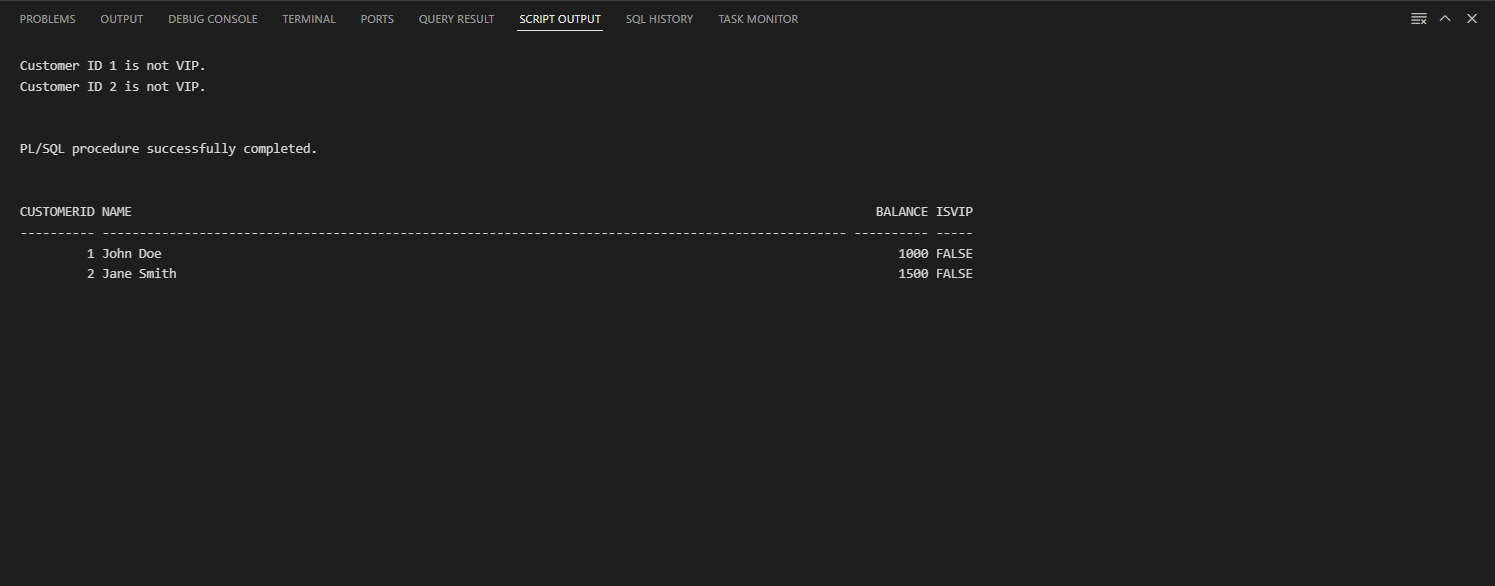 PROBLEMS OUTPUT DEBUG CONSOLE TERMINAL PORTS QUERY RESULT SCRIPT OUTPUT SQL HISTORY TASK MONITOR
Customer ID 1 is not VIP.
Customer ID 2 is not VIP.
PL/SQL procedure successfully completed.
CUSTOMERID NAME BALANCE ISVIP
---------- ---------------------------------------------------------------------------------------------------- ---------- -----
1 John Doe 1000 FALSE
2 Jane Smith 1500 FALSE